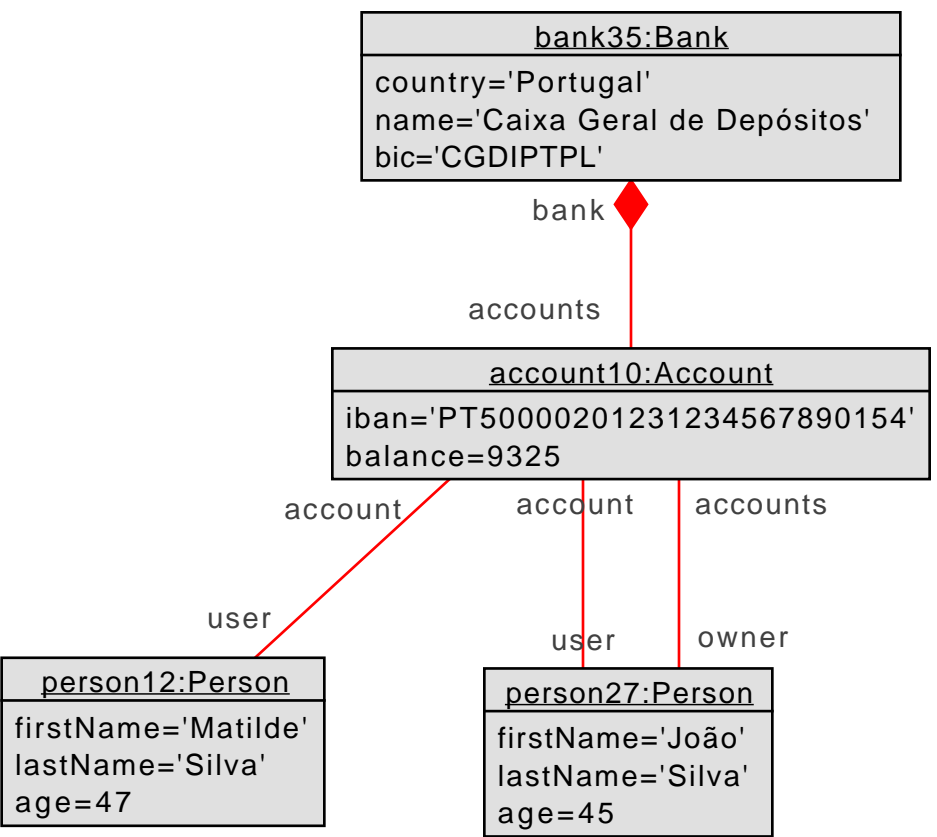 bank35:Bank
country='Portugal'
name='Caixa Geral de Depósitos'
bic='CGDIPTPL'
bank
accounts
account10:Account
iban='PT50000201231234567890154'
balance=9325
account
account
accounts
user
user
owner
person12:Person
firstName='Matilde'
lastName='Silva'
age=47
person27:Person
firstName='João'
lastName='Silva'
age=45